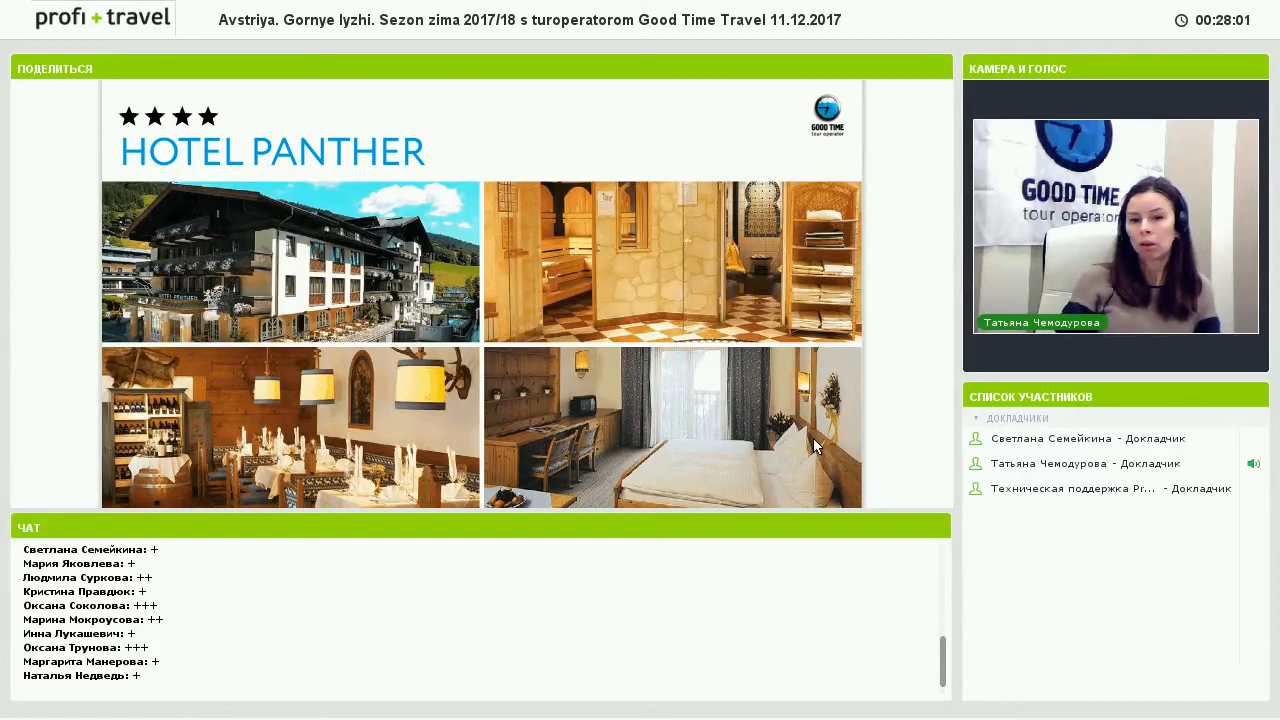 profi + travel
Avstriya. Gornye lyzhi. Sezon zima 2017/18 s turoperatorom Good Time Travel 11.12.2017
00:28:01
ПОДЕЛИТЬСЯ
HOTEL PANTHER
GOOD TIME
tour operator
HOTEL PANTHER
КАМЕРА И ГОЛОС
GOOD TIME
tour operator
Татьяна Чемодурова
СПИСОК УЧАСТНИКОВ
ДОКЛАДЧИКИ
Светлана Семейкина - Докладчик
Татьяна Чемодурова - Докладчик
Техническая поддержка Pr... - Докладчик
ЧАТ
Светлана Семейкина: +
Мария Яковлева: +
Людмила Суркова: ++
Кристина Правдюк: +
Оксана Соколова: +++
Марина Мокроусова: ++
Инна Лукашевич: +
Оксана Трунова: +++
Маргарита Манерова: +
Наталья Недведь: +